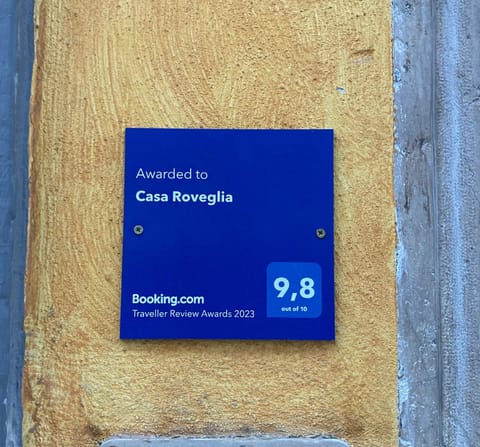 Awarded to
Casa Roveglia
Booking.com
Traveller Review Awards 2023
9,8
out of 10